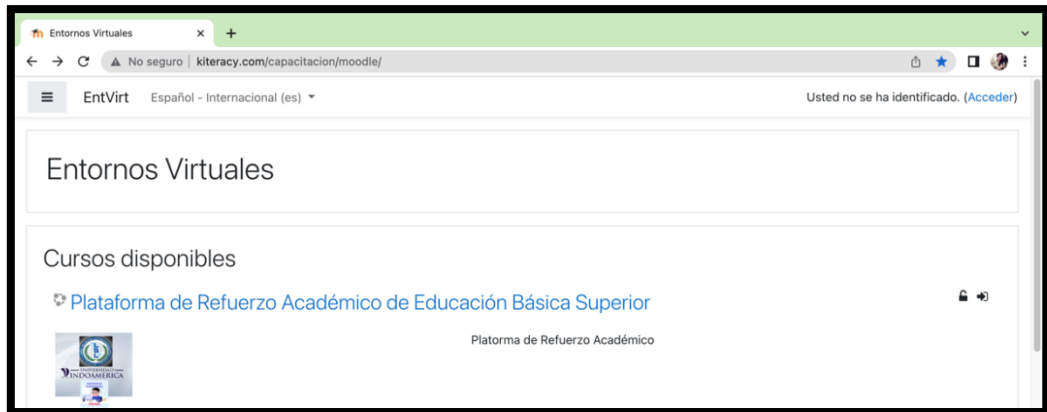 Entornos Virtuales
No seguro | kiteracy.com/capacitacion/moodle/
EntVirt Español - Internacional (es) Usted no se ha identificado. (Acceder)
Entornos Virtuales
Cursos disponibles
Plataforma de Refuerzo Académico de Educación Básica Superior
Platorma de Refuerzo Académico
UNIVERSIDAD
INDOAMÉRICA